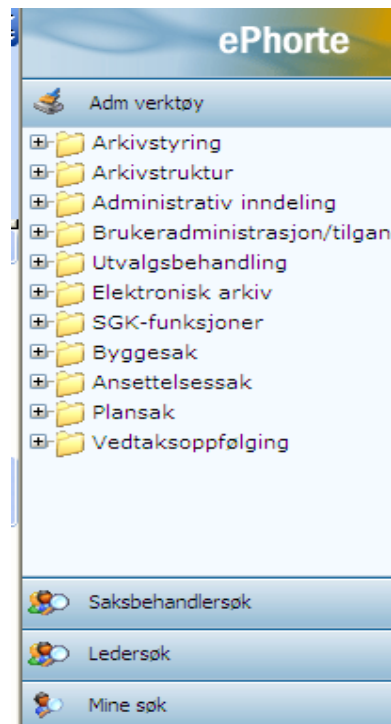 ePhorte
Adm verktøy
Arkivstyring
Arkivstruktur
Administrativ inndeling
Brukeradministrasjon/tilgan
Utvalgsbehandling
Elektronisk arkiv
SGK-funksjoner
Byggesak
Ansettelsessak
Plansak
Vedtaksoppfølging
Saksbehandlersøk
Ledersøk
Mine søk